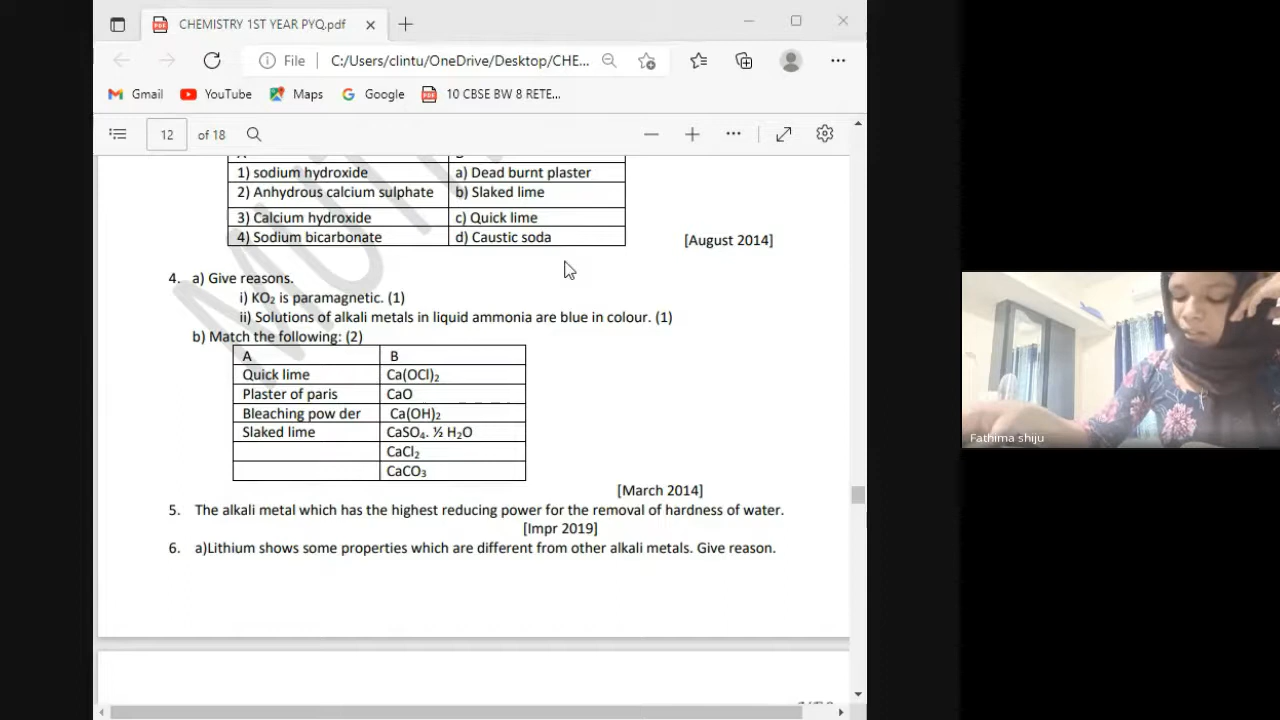 CHEMISTRY 1ST YEAR PYQ.pdf
File C:/Users/clintu/OneDrive/Desktop/CHE...
Gmail YouTube Maps Google 10 CBSE BW 8 RETE...
12 of 18
1) sodium hydroxide a) Dead burnt plaster
2) Anhydrous calcium sulphate b) Slaked lime
3) Calcium hydroxide c) Quick lime
4) Sodium bicarbonate d) Caustic soda
[August 2014]
4. a) Give reasons.
i) KO₂ is paramagnetic. (1)
ii) Solutions of alkali metals in liquid ammonia are blue in colour. (1)
b) Match the following: (2)
A B
Quick lime Ca(OCl)₂
Plaster of paris CaO
Bleaching pow der Ca(OH)₂
Slaked lime CaSO₄. ½ H₂O
CaCl₂
CaCO₃
[March 2014]
5. The alkali metal which has the highest reducing power for the removal of hardness of water.
[Impr 2019]
6. a)Lithium shows some properties which are different from other alkali metals. Give reason.
Fathima shiju